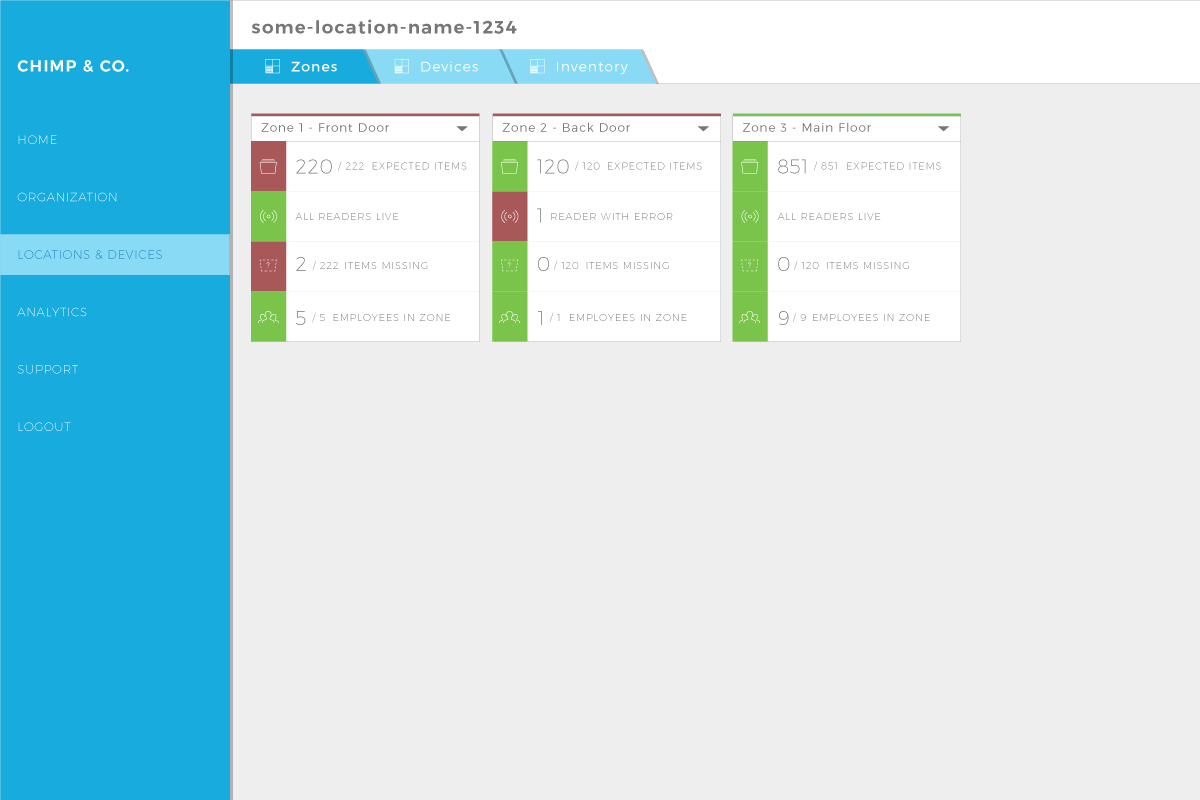 some-location-name-1234
CHIMP & CO.
HOME
ORGANIZATION
LOCATIONS & DEVICES
ANALYTICS
SUPPORT
LOGOUT
Zones
Devices
Inventory
Zone 1 - Front Door
220 / 222 EXPECTED ITEMS
ALL READERS LIVE
2 / 222 ITEMS MISSING
5 / 5 EMPLOYEES IN ZONE
Zone 2 - Back Door
120 / 120 EXPECTED ITEMS
1 READER WITH ERROR
0 / 120 ITEMS MISSING
1 / 1 EMPLOYEES IN ZONE
Zone 3 - Main Floor
851 / 851 EXPECTED ITEMS
ALL READERS LIVE
0 / 120 ITEMS MISSING
9 / 9 EMPLOYEES IN ZONE